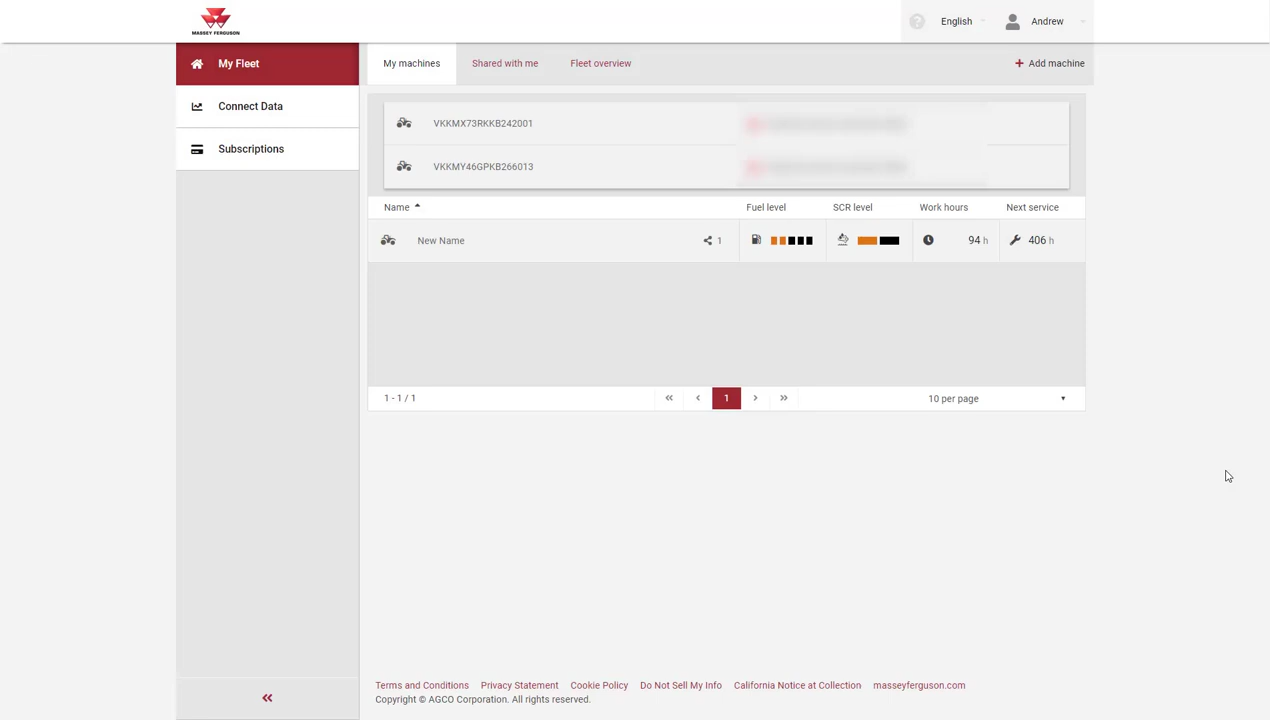 MASSEY FERGUSON
English
Andrew
My Fleet
Connect Data
Subscriptions
My machines
Shared with me
Fleet overview
+ Add machine
VKKMX73RKKB242001
VKKMY46GPKB266013
Name Fuel level SCR level Work hours Next service
New Name 1 94 h 406 h
1 - 1 / 1 « ‹ 1 › » 10 per page
«
Terms and Conditions Privacy Statement Cookie Policy Do Not Sell My Info California Notice at Collection masseyferguson.com
Copyright © AGCO Corporation. All rights reserved.